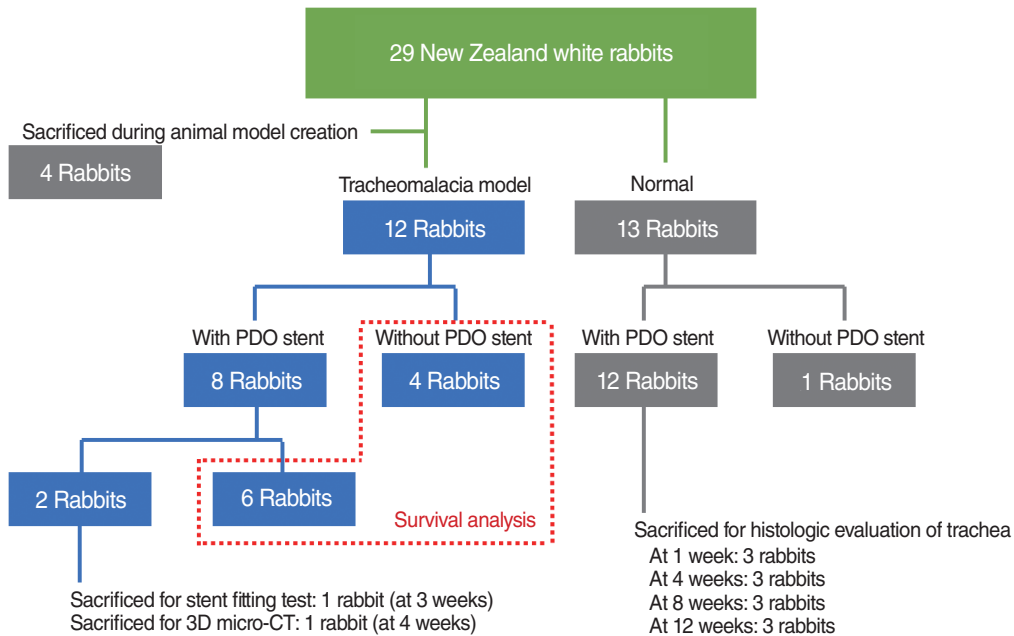 29 New Zealand white rabbits
Sacrificed during animal model creation
4 Rabbits
Tracheomalacia model
12 Rabbits
Normal
13 Rabbits
With PDO stent
8 Rabbits
Without PDO stent
4 Rabbits
With PDO stent
12 Rabbits
Without PDO stent
1 Rabbits
2 Rabbits
6 Rabbits
Survival analysis
Sacrificed for stent fitting test: 1 rabbit (at 3 weeks)
Sacrificed for 3D micro-CT: 1 rabbit (at 4 weeks)
Sacrificed for histologic evaluation of trachea
At 1 week: 3 rabbits
At 4 weeks: 3 rabbits
At 8 weeks: 3 rabbits
At 12 weeks: 3 rabbits